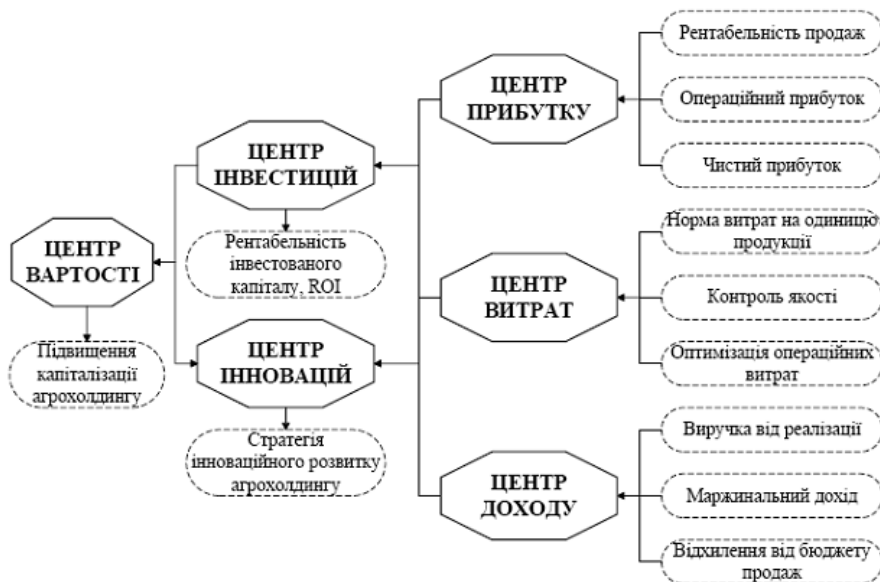 ЦЕНТР
ВАРТОСТІ
Підвищення
капіталізації
агрохолдингу
ЦЕНТР
ІНВЕСТИЦІЙ
Рентабельність
інвестованого
капіталу, ROI
ЦЕНТР
ІННОВАЦІЙ
Стратегія
інноваційного розвитку
агрохолдингу
ЦЕНТР
ПРИБУТКУ
Рентабельність продаж
Операційний прибуток
Чистий прибуток
ЦЕНТР
ВИТРАТ
Норма витрат на одиницю
продукції
Контроль якості
Оптимізація операційних
витрат
ЦЕНТР
ДОХОДУ
Виручка від реалізації
Маржинальний дохід
Відхилення від бюджету
продаж